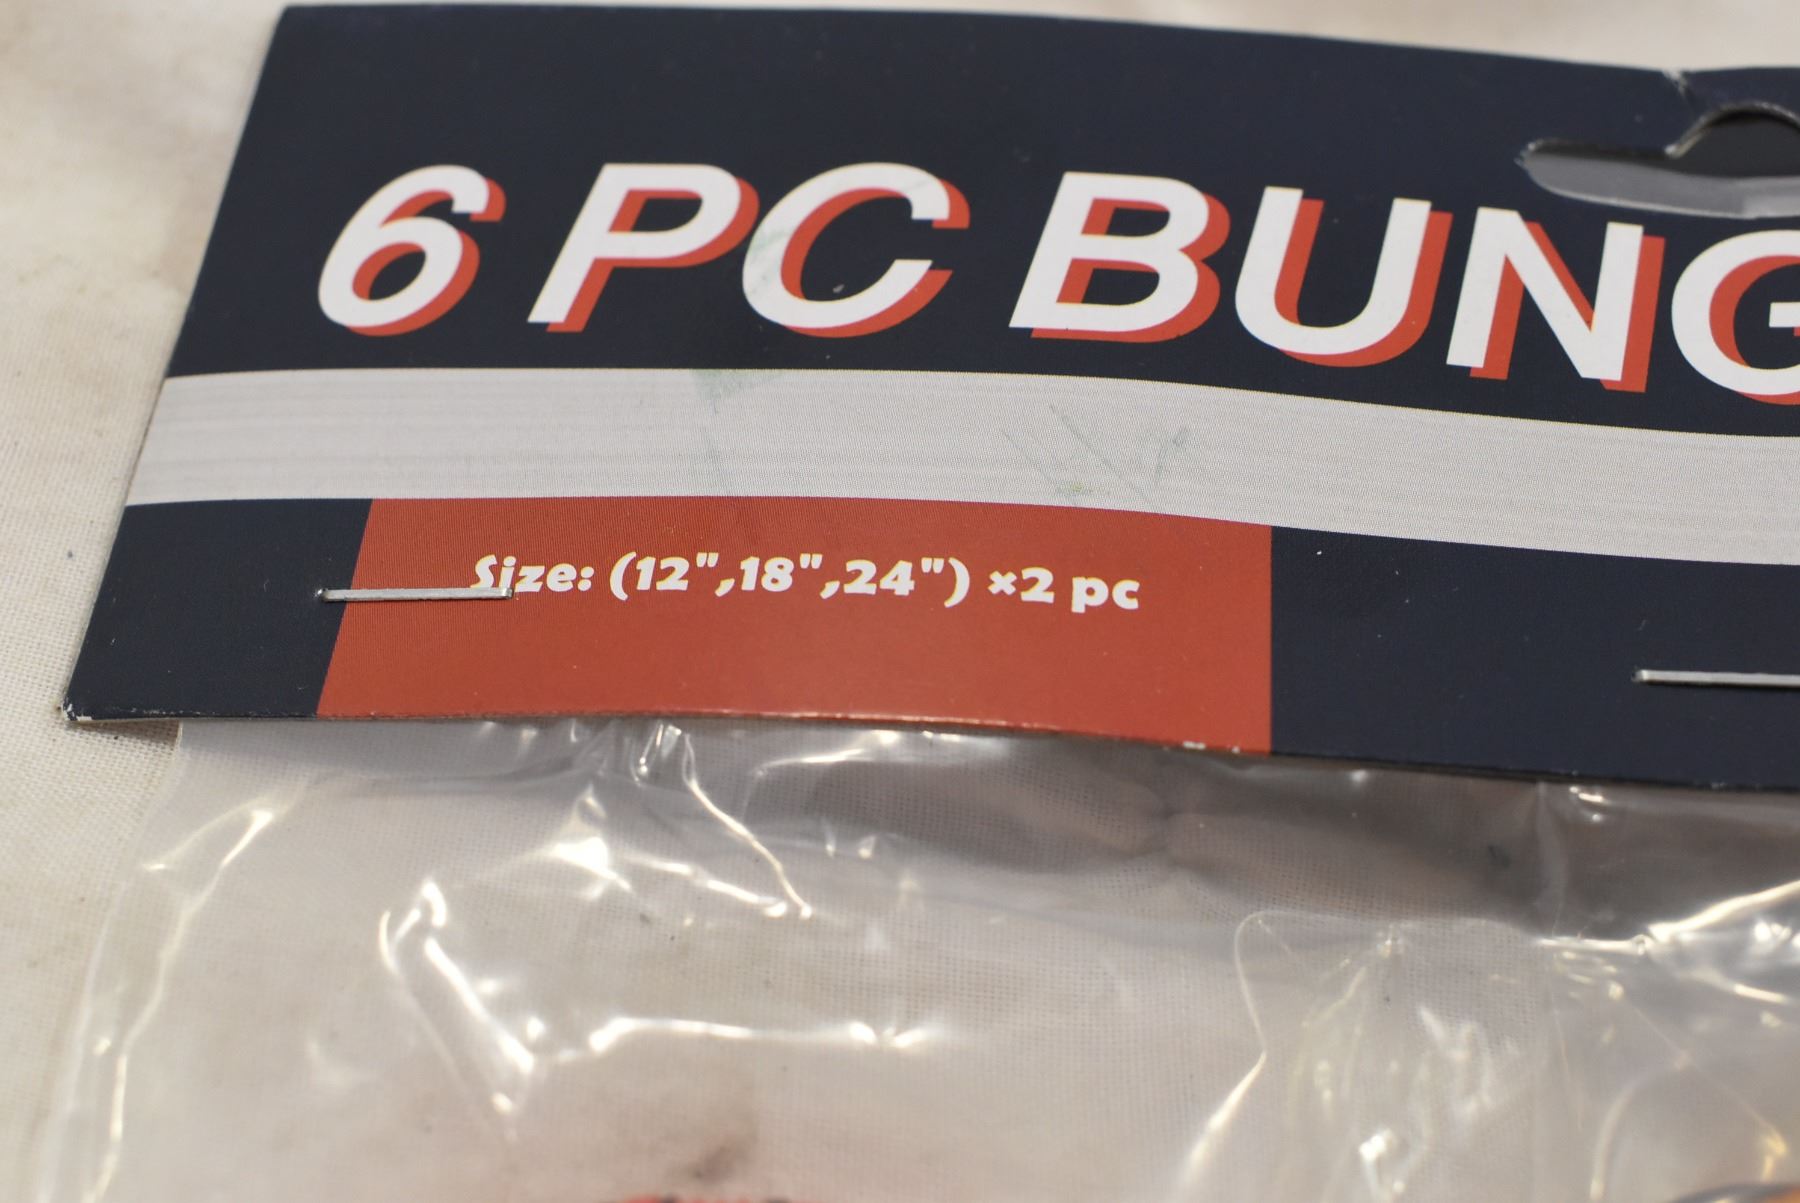 6 PC BUNG
Size: (12",18",24") ×2 pc